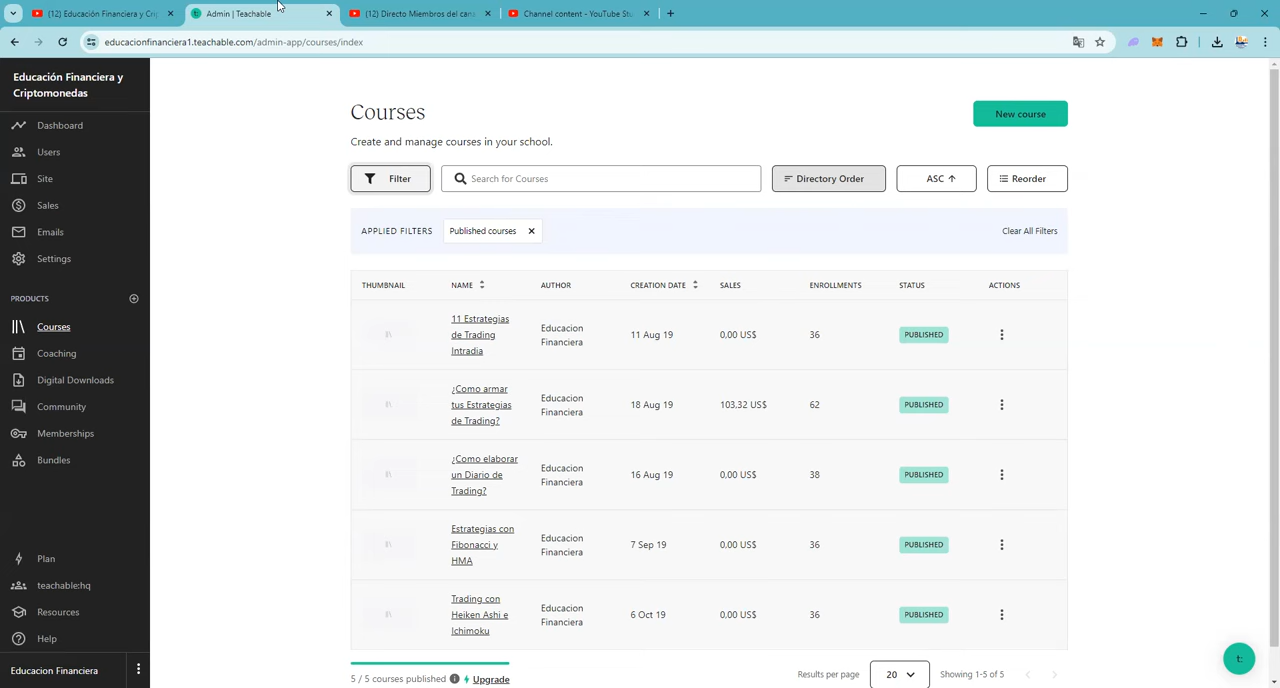 (12) Educación Financiera y Cri
Admin | Teachable
(12) Directo Miembros del cana
Channel content - YouTube Stu
educacionfinanciera1.teachable.com/admin-app/courses/index
Educación Financiera y
Criptomonedas
Dashboard
Users
Site
Sales
Emails
Settings
PRODUCTS
Courses
Coaching
Digital Downloads
Community
Memberships
Bundles
Plan
teachable:hq
Resources
Help
Educacion Financiera
Courses
New course
Create and manage courses in your school.
Filter
Search for Courses
Directory Order
ASC
Reorder
APPLIED FILTERS
Published courses
Clear All Filters
THUMBNAIL NAME AUTHOR CREATION DATE SALES ENROLLMENTS STATUS ACTIONS
11 Estrategias
de Trading
Intradia
Educacion
Financiera
11 Aug 19
0,00 US$
36
PUBLISHED
¿Como armar
tus Estrategias
de Trading?
Educacion
Financiera
18 Aug 19
103,32 US$
62
PUBLISHED
¿Como elaborar
un Diario de
Trading?
Educacion
Financiera
16 Aug 19
0,00 US$
38
PUBLISHED
Estrategias con
Fibonacci y
HMA
Educacion
Financiera
7 Sep 19
0,00 US$
36
PUBLISHED
Trading con
Heiken Ashi e
Ichimoku
Educacion
Financiera
6 Oct 19
0,00 US$
36
PUBLISHED
5 / 5 courses published
Upgrade
Results per page
20
Showing 1-5 of 5
t: